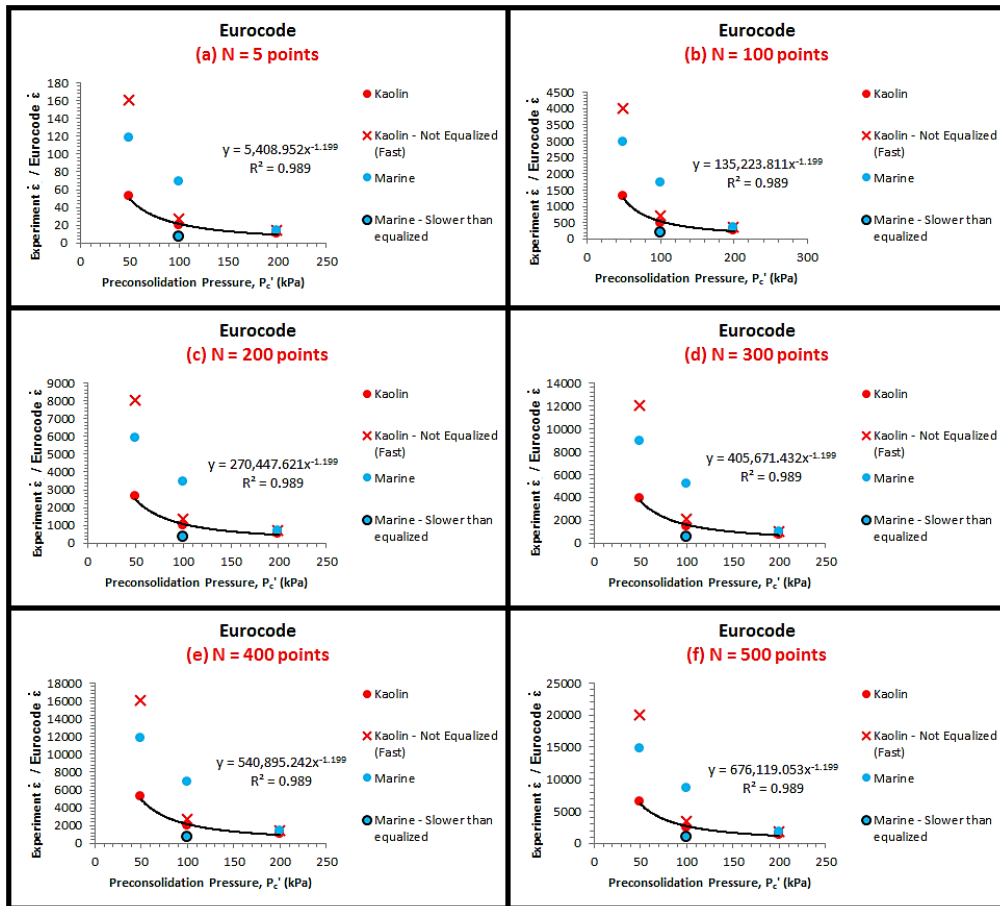 Eurocode
(a) N = 5 points
Experiment ε̇ / Eurocode ε̇
180
160
140
120
100
80
60
40
20
0
0 50 100 150 200 250
Preconsolidation Pressure, Pc' (kPa)
y = 5,408.952x^-1.199
R² = 0.989
Kaolin
Kaolin - Not Equalized
(Fast)
Marine
Marine - Slower than
equalized
Eurocode
(b) N = 100 points
Experiment ε̇ / Eurocode ε̇
4500
4000
3500
3000
2500
2000
1500
1000
500
0
0 100 200 300
Preconsolidation Pressure, Pc' (kPa)
y = 135,223.811x^-1.199
R² = 0.989
Kaolin
Kaolin - Not Equalized
(Fast)
Marine
Marine - Slower than
equalized
Eurocode
(c) N = 200 points
Experiment ε̇ / Eurocode ε̇
9000
8000
7000
6000
5000
4000
3000
2000
1000
0
0 50 100 150 200 250
Preconsolidation Pressure, Pc' (kPa)
y = 270,447.621x^-1.199
R² = 0.989
Kaolin
Kaolin - Not Equalized
(Fast)
Marine
Marine - Slower than
equalized
Eurocode
(d) N = 300 points
Experiment ε̇ / Eurocode ε̇
14000
12000
10000
8000
6000
4000
2000
0
0 50 100 150 200 250
Preconsolidation Pressure, Pc' (kPa)
y = 405,671.432x^-1.199
R² = 0.989
Kaolin
Kaolin - Not Equalized
(Fast)
Marine
Marine - Slower than
equalized
Eurocode
(e) N = 400 points
Experiment ε̇ / Eurocode ε̇
18000
16000
14000
12000
10000
8000
6000
4000
2000
0
0 50 100 150 200 250
Preconsolidation Pressure, Pc' (kPa)
y = 540,895.242x^-1.199
R² = 0.989
Kaolin
Kaolin - Not Equalized
(Fast)
Marine
Marine - Slower than
equalized
Eurocode
(f) N = 500 points
Experiment ε̇ / Eurocode ε̇
25000
20000
15000
10000
5000
0
0 50 100 150 200 250
Preconsolidation Pressure, Pc' (kPa)
y = 676,119.053x^-1.199
R² = 0.989
Kaolin
Kaolin - Not Equalized
(Fast)
Marine
Marine - Slower than
equalized